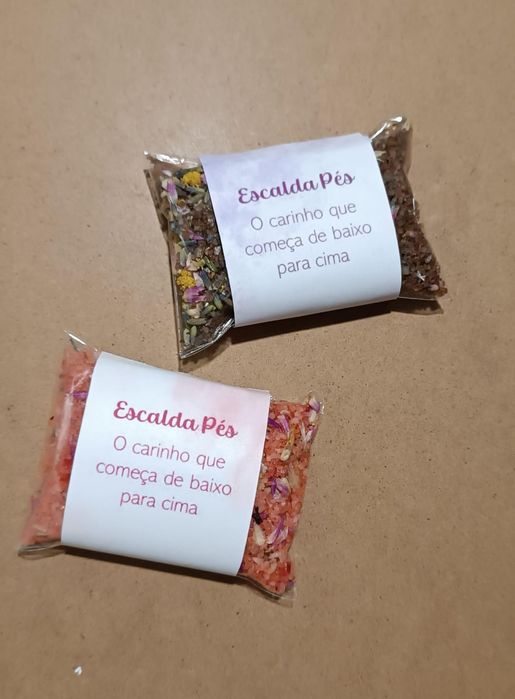 Escalda Pés
O carinho que
começa de baixo
para cima
Escalda Pés
O carinho que
começa de baixo
para cima